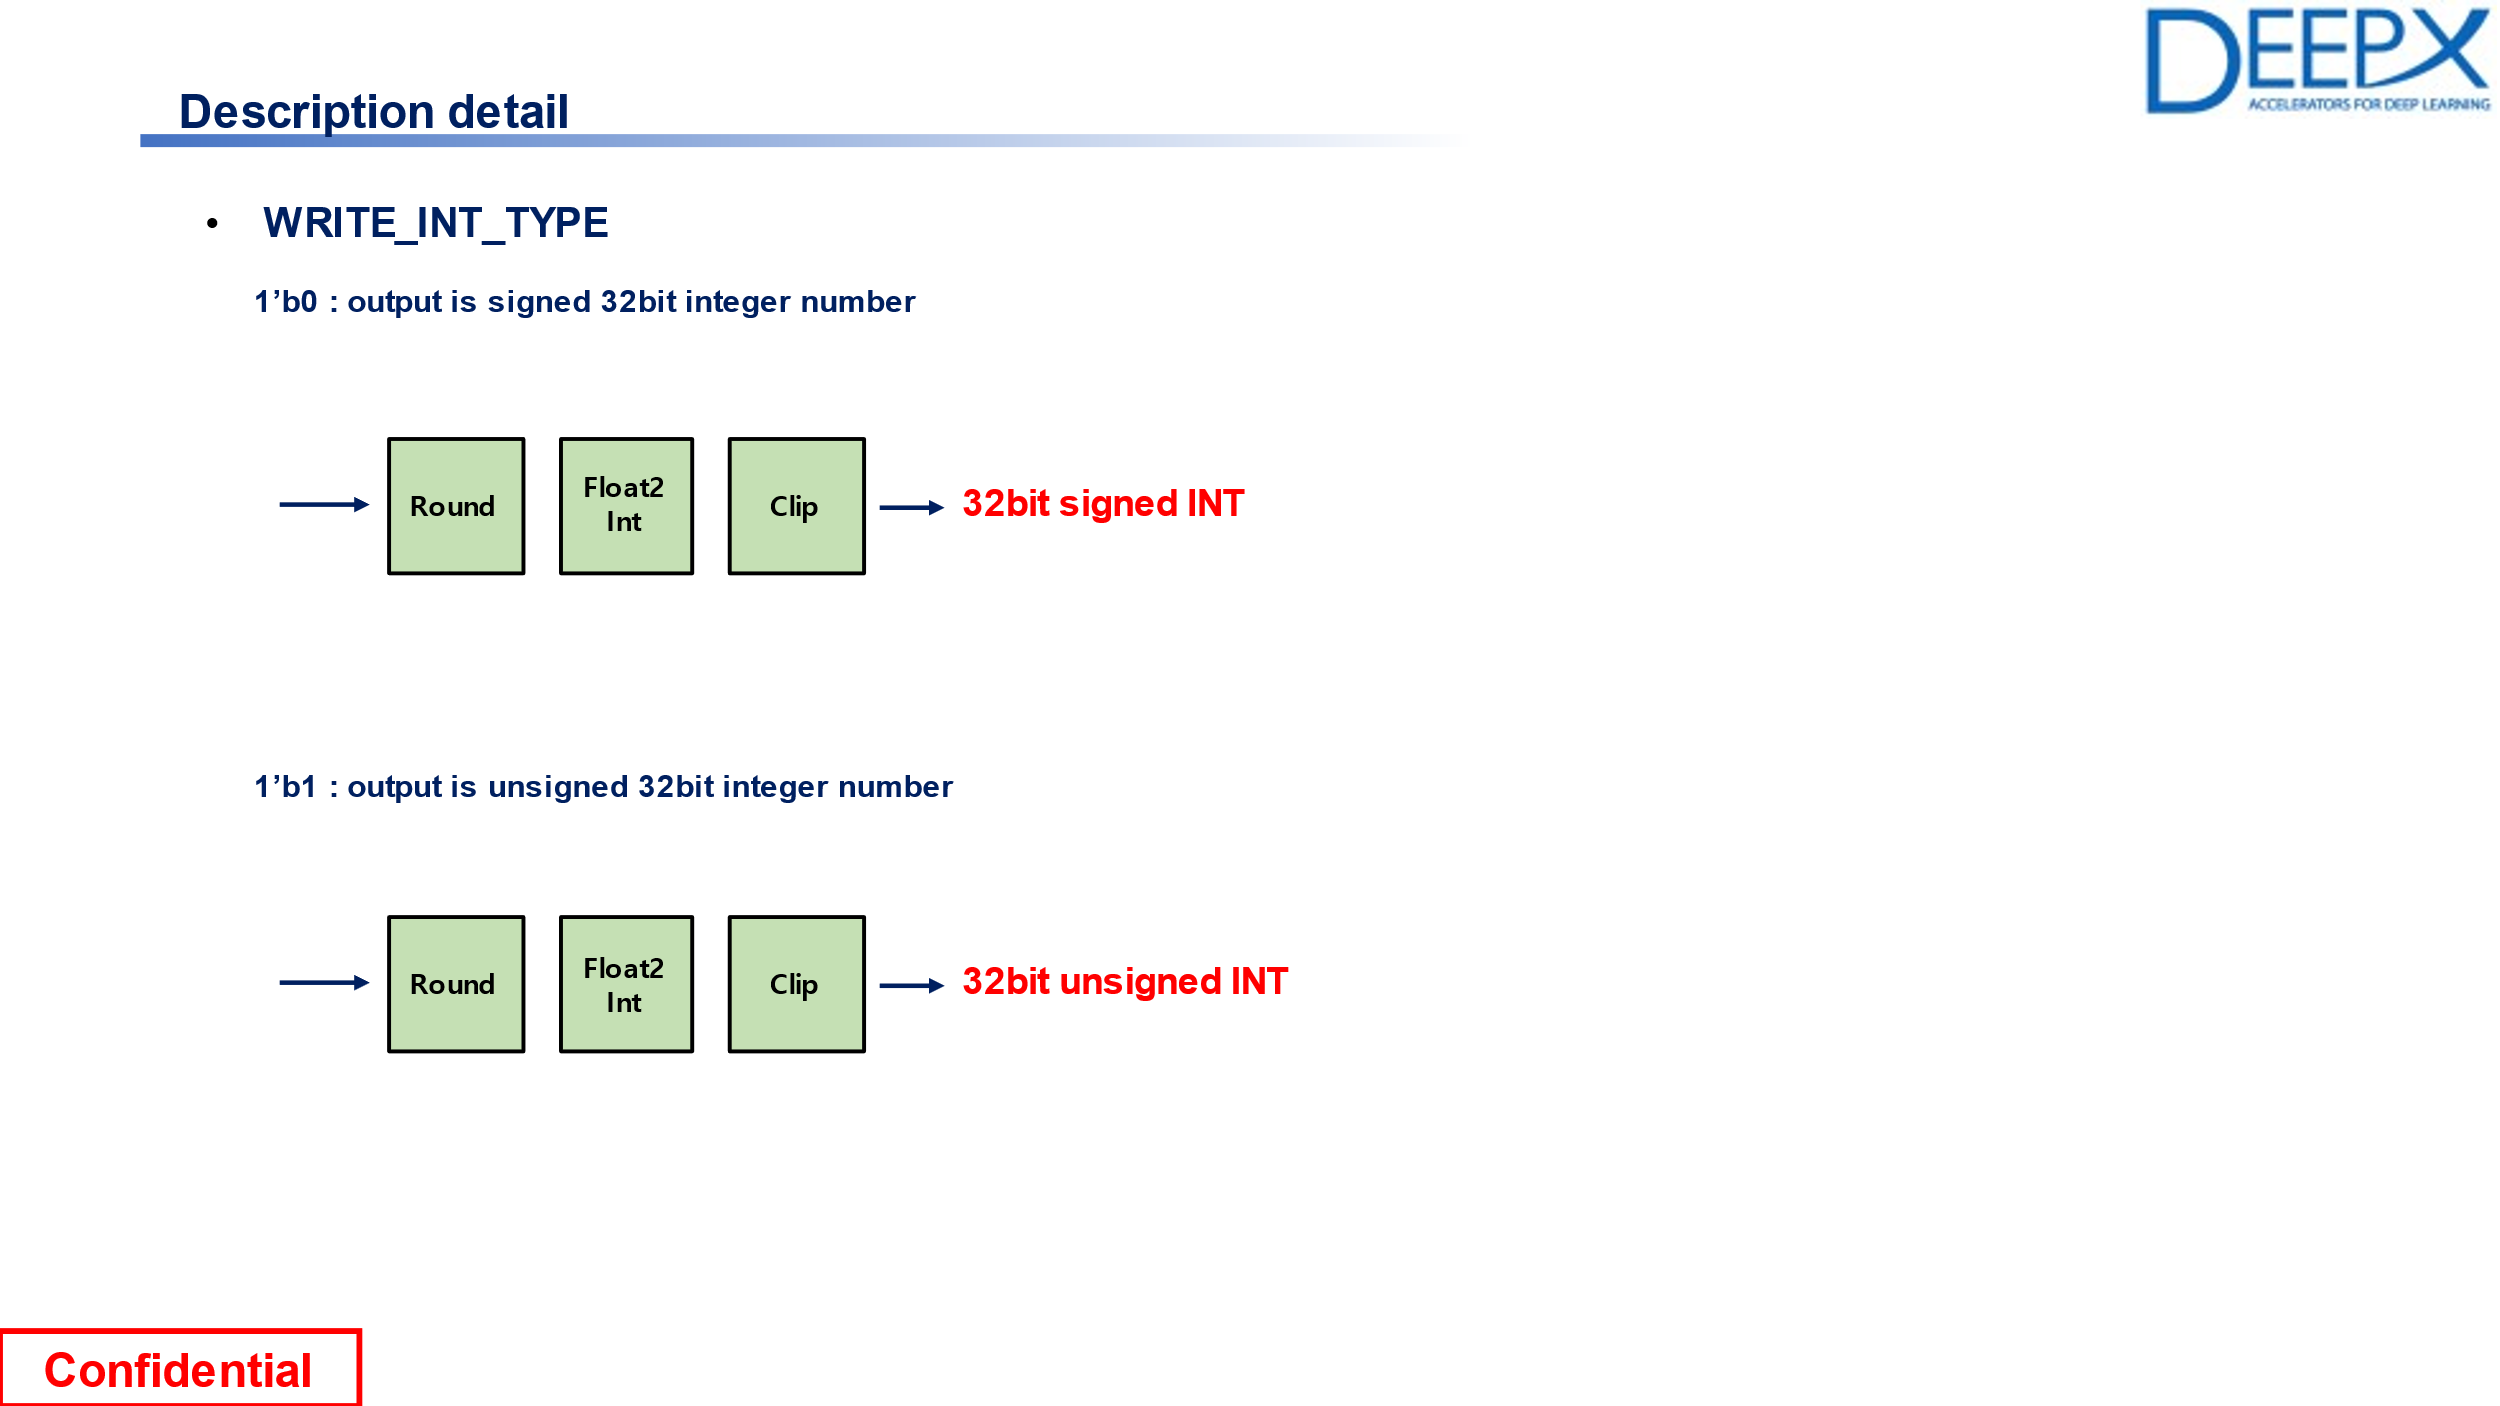 DEEPX
ACCELERATORS FOR DEEP LEARNING
Description detail
• WRITE_INT_TYPE
1’b0 : output is signed 32bit integer number
Round
Float2
Int
Clip
32bit signed INT
1’b1 : output is unsigned 32bit integer number
Round
Float2
Int
Clip
32bit unsigned INT
Confidential